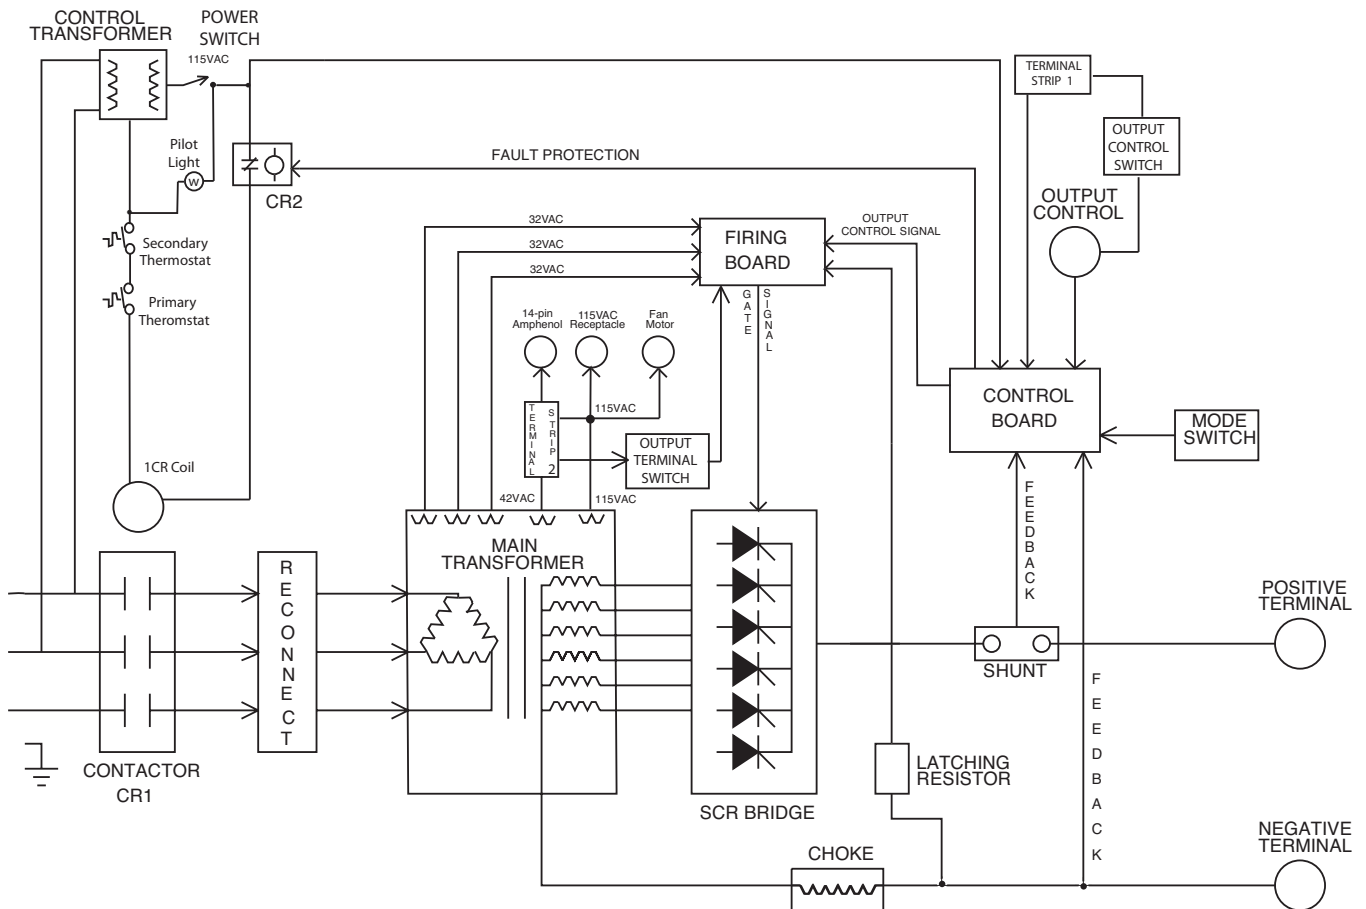 CONTROL
TRANSFORMER
POWER
SWITCH
115VAC
TERMINAL
STRIP 1
OUTPUT
CONTROL
SWITCH
Pilot
Light
W
FAULT PROTECTION
CR2
OUTPUT
CONTROL
32VAC
32VAC
32VAC
FIRING
BOARD
OUTPUT
CONTROL SIGNAL
Secondary
Thermostat
Primary
Theromstat
GATE
SIGNAL
14-pin
Amphenol
115VAC
Receptacle
Fan
Motor
TERMINAL
STRIP 2
115VAC
OUTPUT
TERMINAL
SWITCH
CONTROL
BOARD
MODE
SWITCH
1CR Coil
42VAC
115VAC
MAIN
TRANSFORMER
RECONNECT
FEEDBACK
POSITIVE
TERMINAL
SHUNT
FEEDBACK
CONTACTOR
CR1
LATCHING
RESISTOR
SCR BRIDGE
CHOKE
NEGATIVE
TERMINAL